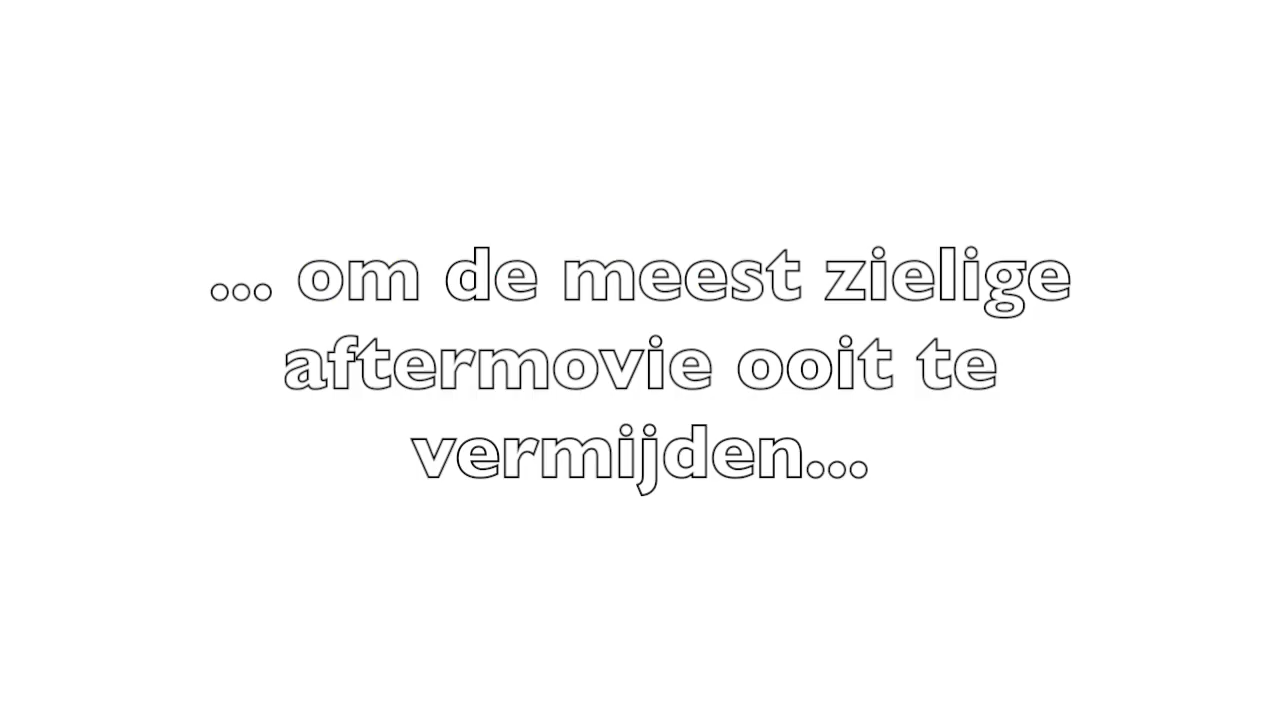 ... om de meest zielige
aftermovie ooit te
vermijden...